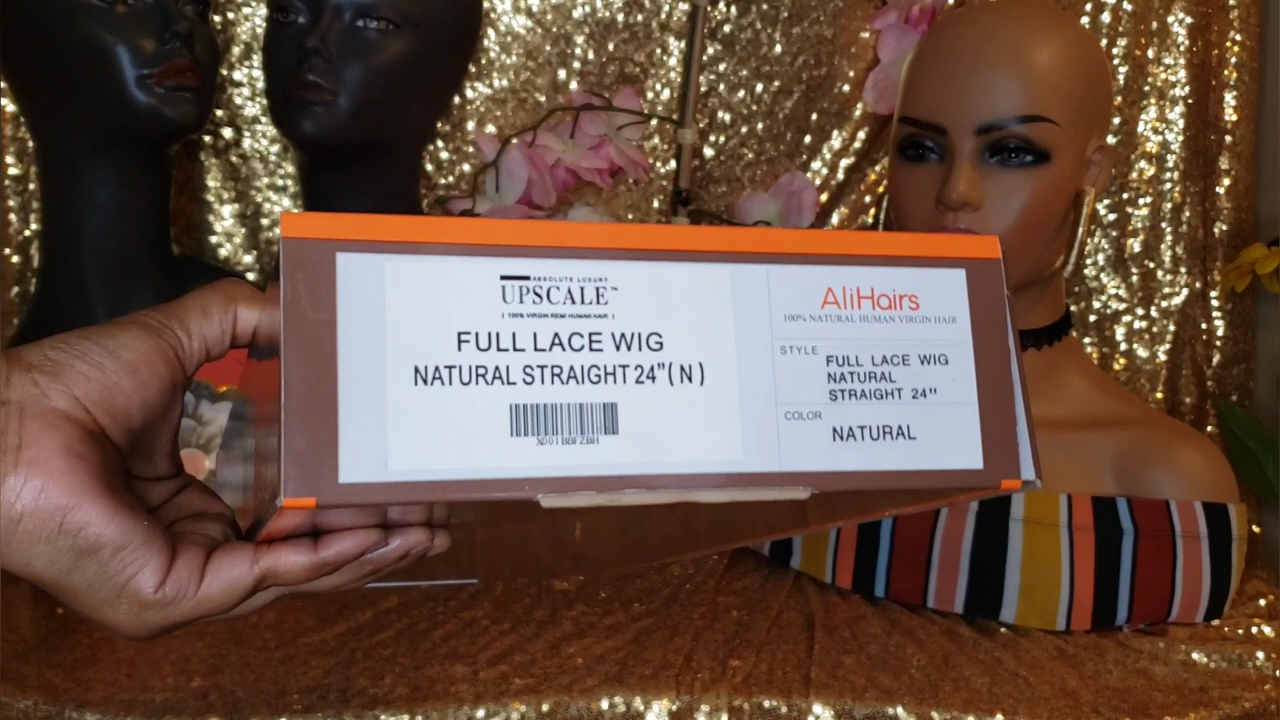 ABSOLUTE LUXURY
UPSCALE™
( 100% VIRGIN REMI HUMAN HAIR )
FULL LACE WIG
NATURAL STRAIGHT 24”( N )
XD01BBFZBH
AliHairs
100% NATURAL HUMAN VIRGIN HAIR
STYLE
FULL LACE WIG
NATURAL
STRAIGHT 24"
COLOR
NATURAL